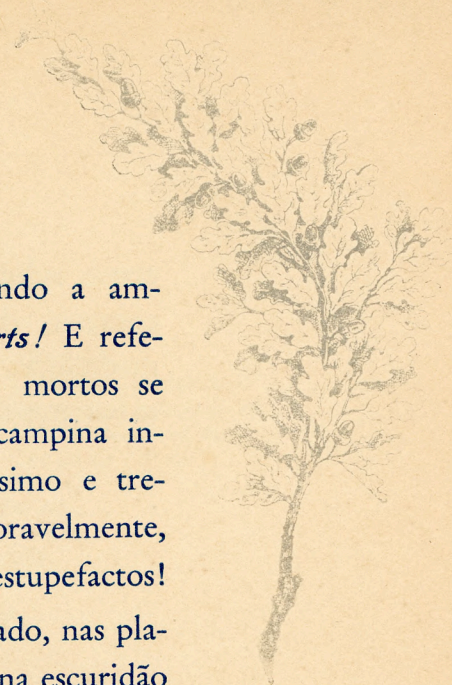 ndo a am-
rts! E refe-
mortos se
campina in-
simo e tre-
oravelmente,
estupefactos!
ado, nas pla-
na escuridão